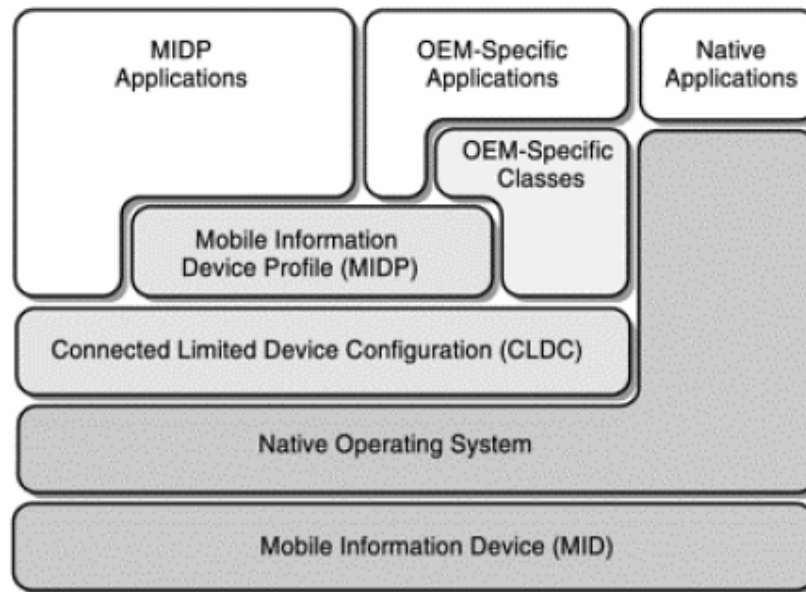 MIDP
Applications
OEM-Specific
Applications
Native
Applications
OEM-Specific
Classes
Mobile Information
Device Profile (MIDP)
Connected Limited Device Configuration (CLDC)
Native Operating System
Mobile Information Device (MID)